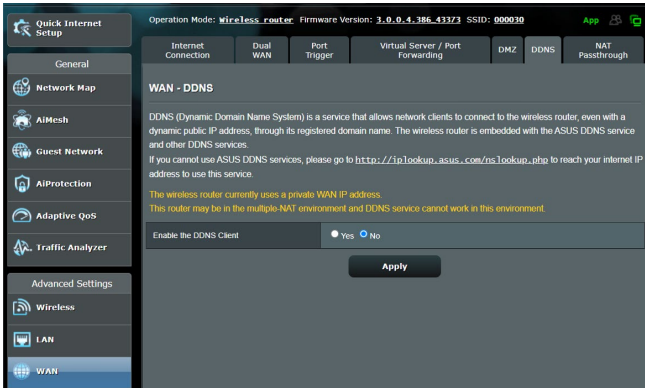 Quick Internet
Setup
Operation Mode: Wireless router Firmware Version: 3.0.0.4.386_43373 SSID: 000030
App
Internet
Connection
Dual
WAN
Port
Trigger
Virtual Server / Port
Forwarding
DMZ
DDNS
NAT
Passthrough
General
Network Map
AiMesh
Guest Network
AiProtection
Adaptive QoS
Traffic Analyzer
Advanced Settings
Wireless
LAN
WAN
WAN - DDNS
DDNS (Dynamic Domain Name System) is a service that allows network clients to connect to the wireless router, even with a
dynamic public IP address, through its registered domain name. The wireless router is embedded with the ASUS DDNS service
and other DDNS services.
If you cannot use ASUS DDNS services, please go to http://iplookup.asus.com/nslookup.php to reach your internet IP
address to use this service.
The wireless router currently uses a private WAN IP address.
This router may be in the multiple-NAT environment and DDNS service cannot work in this environment.
Enable the DDNS Client
Yes No
Apply